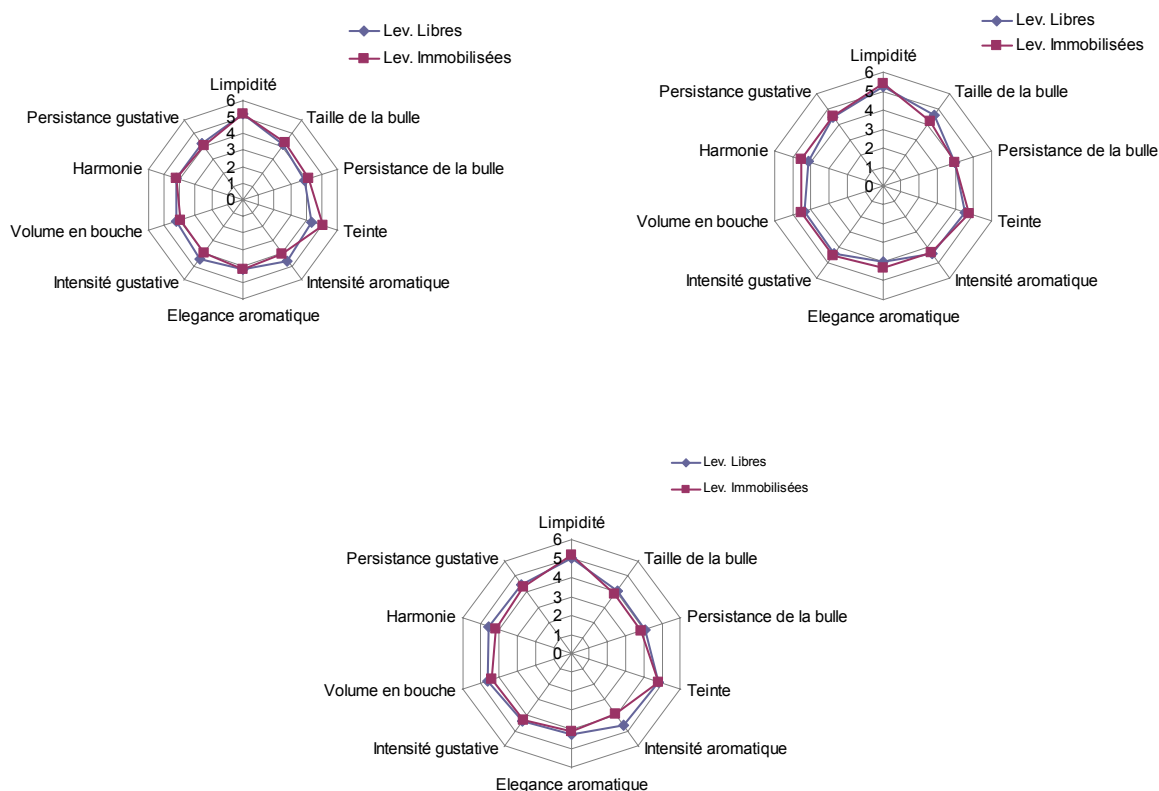 Lev. Libres
Lev. Immobilisées
Limpidité
6
5
4
3
2
1
0
Taille de la bulle
Persistance de la bulle
Teinte
Intensité aromatique
Elegance aromatique
Intensité gustative
Volume en bouche
Harmonie
Persistance gustative
Lev. Libres
Lev. Immobilisées
Limpidité
6
5
4
3
2
1
0
Taille de la bulle
Persistance de la bulle
Teinte
Intensité aromatique
Elegance aromatique
Intensité gustative
Volume en bouche
Harmonie
Persistance gustative
Lev. Libres
Lev. Immobilisées
Limpidité
6
5
4
3
2
1
0
Taille de la bulle
Persistance de la bulle
Teinte
Intensité aromatique
Elegance aromatique
Intensité gustative
Volume en bouche
Harmonie
Persistance gustative